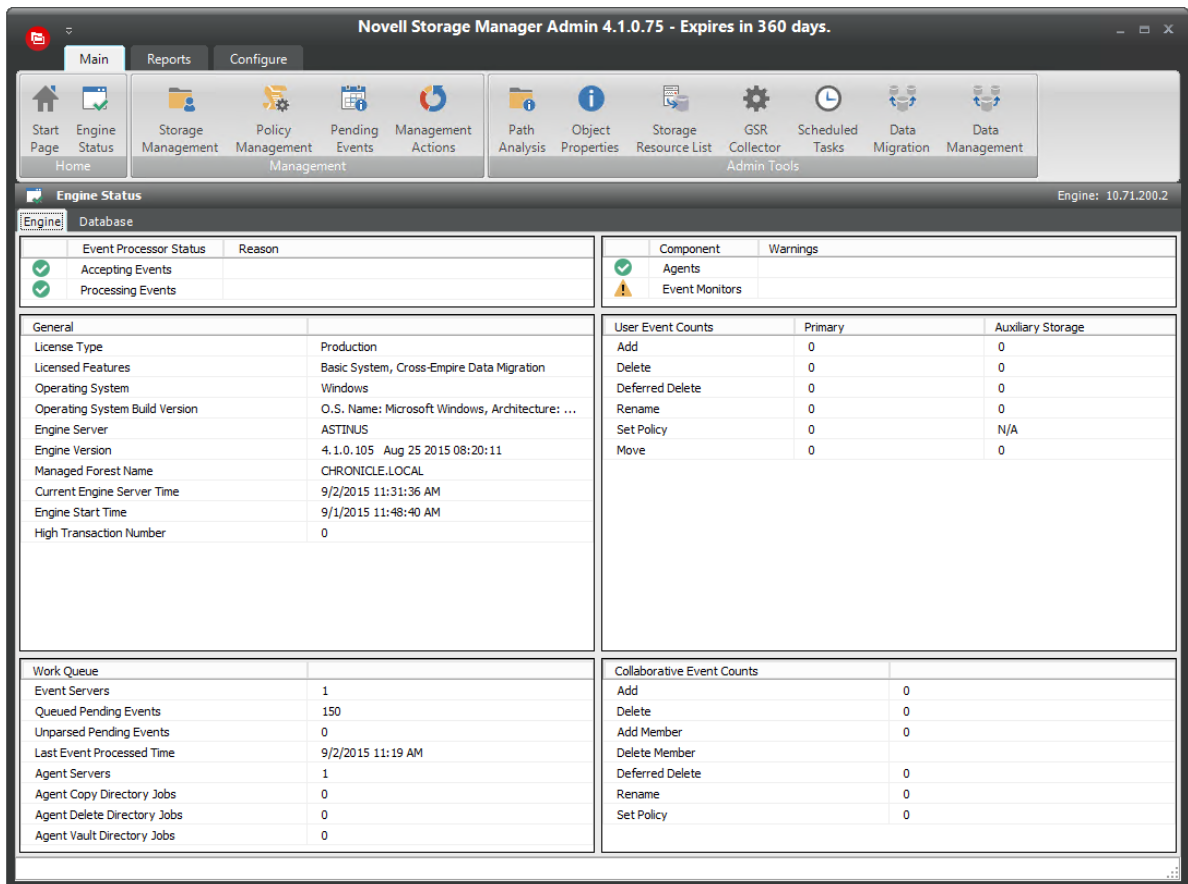 Novell Storage Manager Admin 4.1.0.75 - Expires in 360 days.
Main Reports Configure
Start Page Engine Status Storage Management Policy Management Pending Events Management Actions Path Analysis Object Properties Storage Resource List GSR Collector Scheduled Tasks Data Migration Data Management
Home Management Admin Tools
Engine Status Engine: 10.71.200.2
Engine Database
Event Processor Status Reason
Accepting Events
Processing Events
Component Warnings
Agents
Event Monitors
General
License Type Production
Licensed Features Basic System, Cross-Empire Data Migration
Operating System Windows
Operating System Build Version O.S. Name: Microsoft Windows, Architecture: ...
Engine Server ASTINUS
Engine Version 4.1.0.105 Aug 25 2015 08:20:11
Managed Forest Name CHRONICLE.LOCAL
Current Engine Server Time 9/2/2015 11:31:36 AM
Engine Start Time 9/1/2015 11:48:40 AM
High Transaction Number 0
User Event Counts Primary Auxiliary Storage
Add 0 0
Delete 0 0
Deferred Delete 0 0
Rename 0 0
Set Policy 0 N/A
Move 0 0
Work Queue
Event Servers 1
Queued Pending Events 150
Unparsed Pending Events 0
Last Event Processed Time 9/2/2015 11:19 AM
Agent Servers 1
Agent Copy Directory Jobs 0
Agent Delete Directory Jobs 0
Agent Vault Directory Jobs 0
Collaborative Event Counts
Add 0
Delete 0
Add Member 0
Delete Member
Deferred Delete 0
Rename 0
Set Policy 0